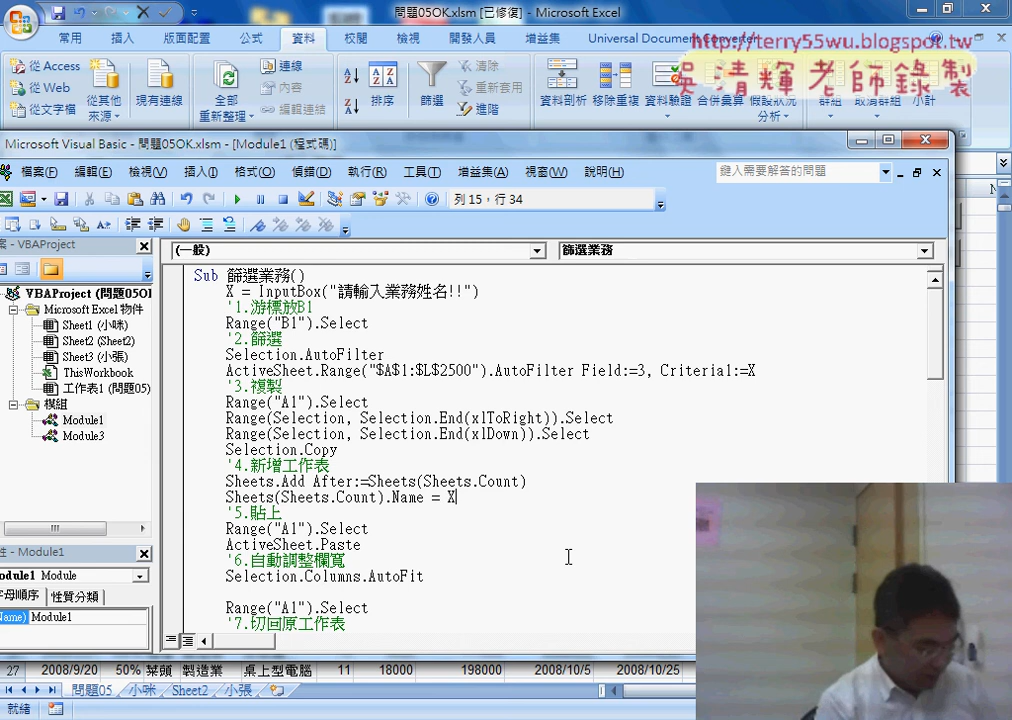 問題05OK.xlsm [已修復] - Microsoft Excel
常用 插入 版面配置 公式 資料 校閱 檢視 開發人員 增益集 Universal Document Converter
http://terry55wu.blogspot.tw
吳清輝老師錄製
從 Access
從 Web
從文字檔
從其他來源
現有連線
全部重新整理
連線
內容
編輯連結
排序
篩選
清除
重新套用
進階
資料剖析 移除重複 資料驗證 合併彙算 假設狀況分析 群組 取消群組 小計
Microsoft Visual Basic - 問題05OK.xlsm - [Module1 (程式碼)]
檔案(F) 編輯(E) 檢視(V) 插入(I) 格式(O) 偵錯(D) 執行(R) 工具(T) 增益集(A) 視窗(W) 說明(H)
鍵入需要解答的問題
列 15，行 34
案 - VBAProject
(一般)
篩選業務
VBAProject (問題05O
Microsoft Excel 物件
Sheet1 (小咪)
Sheet2 (Sheet2)
Sheet3 (小張)
ThisWorkbook
工作表1 (問題05)
模組
Module1
Module3
性 - Module1
odule1 Module
字母順序 性質分類
Name) Module1
Sub 篩選業務()
X = InputBox("請輸入業務姓名!!")
'1.游標放B1
Range("B1").Select
'2.篩選
Selection.AutoFilter
ActiveSheet.Range("$A$1:$L$2500").AutoFilter Field:=3, Criteria1:=X
'3.複製
Range("A1").Select
Range(Selection, Selection.End(xlToRight)).Select
Range(Selection, Selection.End(xlDown)).Select
Selection.Copy
'4.新增工作表
Sheets.Add After:=Sheets(Sheets.Count)
Sheets(Sheets.Count).Name = X
'5.貼上
Range("A1").Select
ActiveSheet.Paste
'6.自動調整欄寬
Selection.Columns.AutoFit
Range("A1").Select
'7.切回原工作表
27 2008/9/20 50% 菜頭 製造業 桌上型電腦 11 18000 198000 2008/10/5 2008/10/25
問題05 小咪 Sheet2 小張
就緒